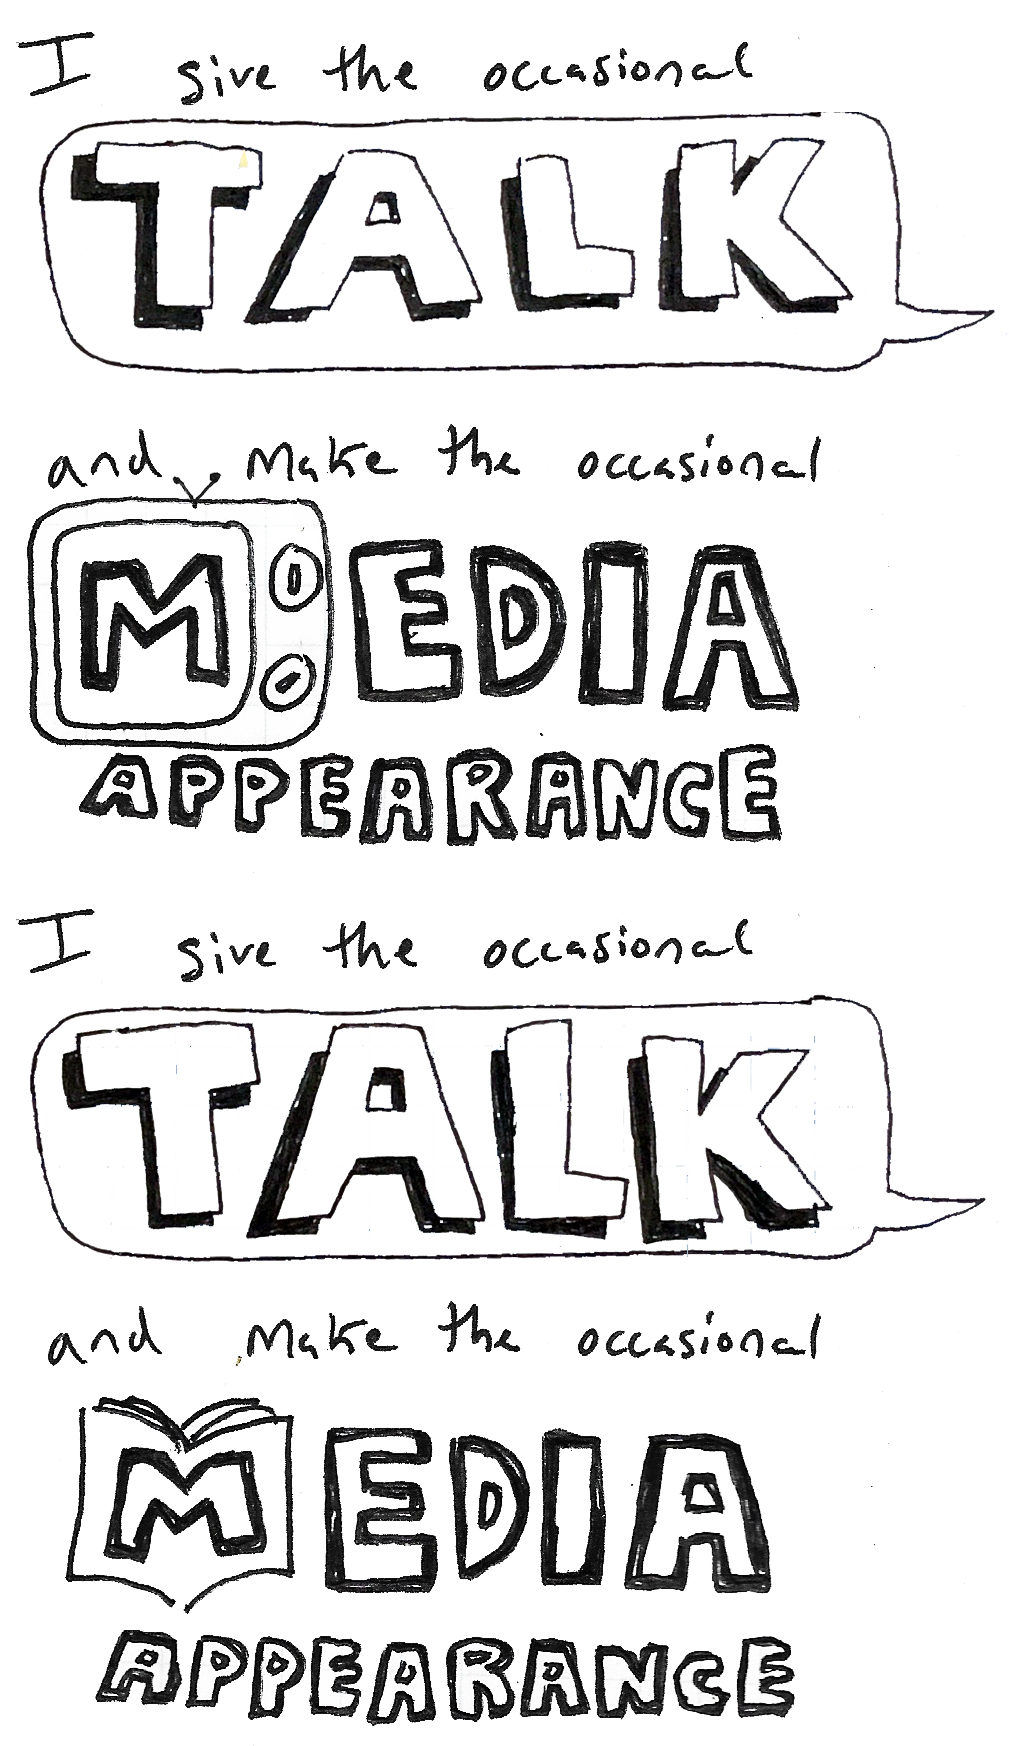 I give the occasional
TALK
and make the occasional
MEDIA
APPEARANCE
I give the occasional
TALK
and make the occasional
MEDIA
APPEARANCE